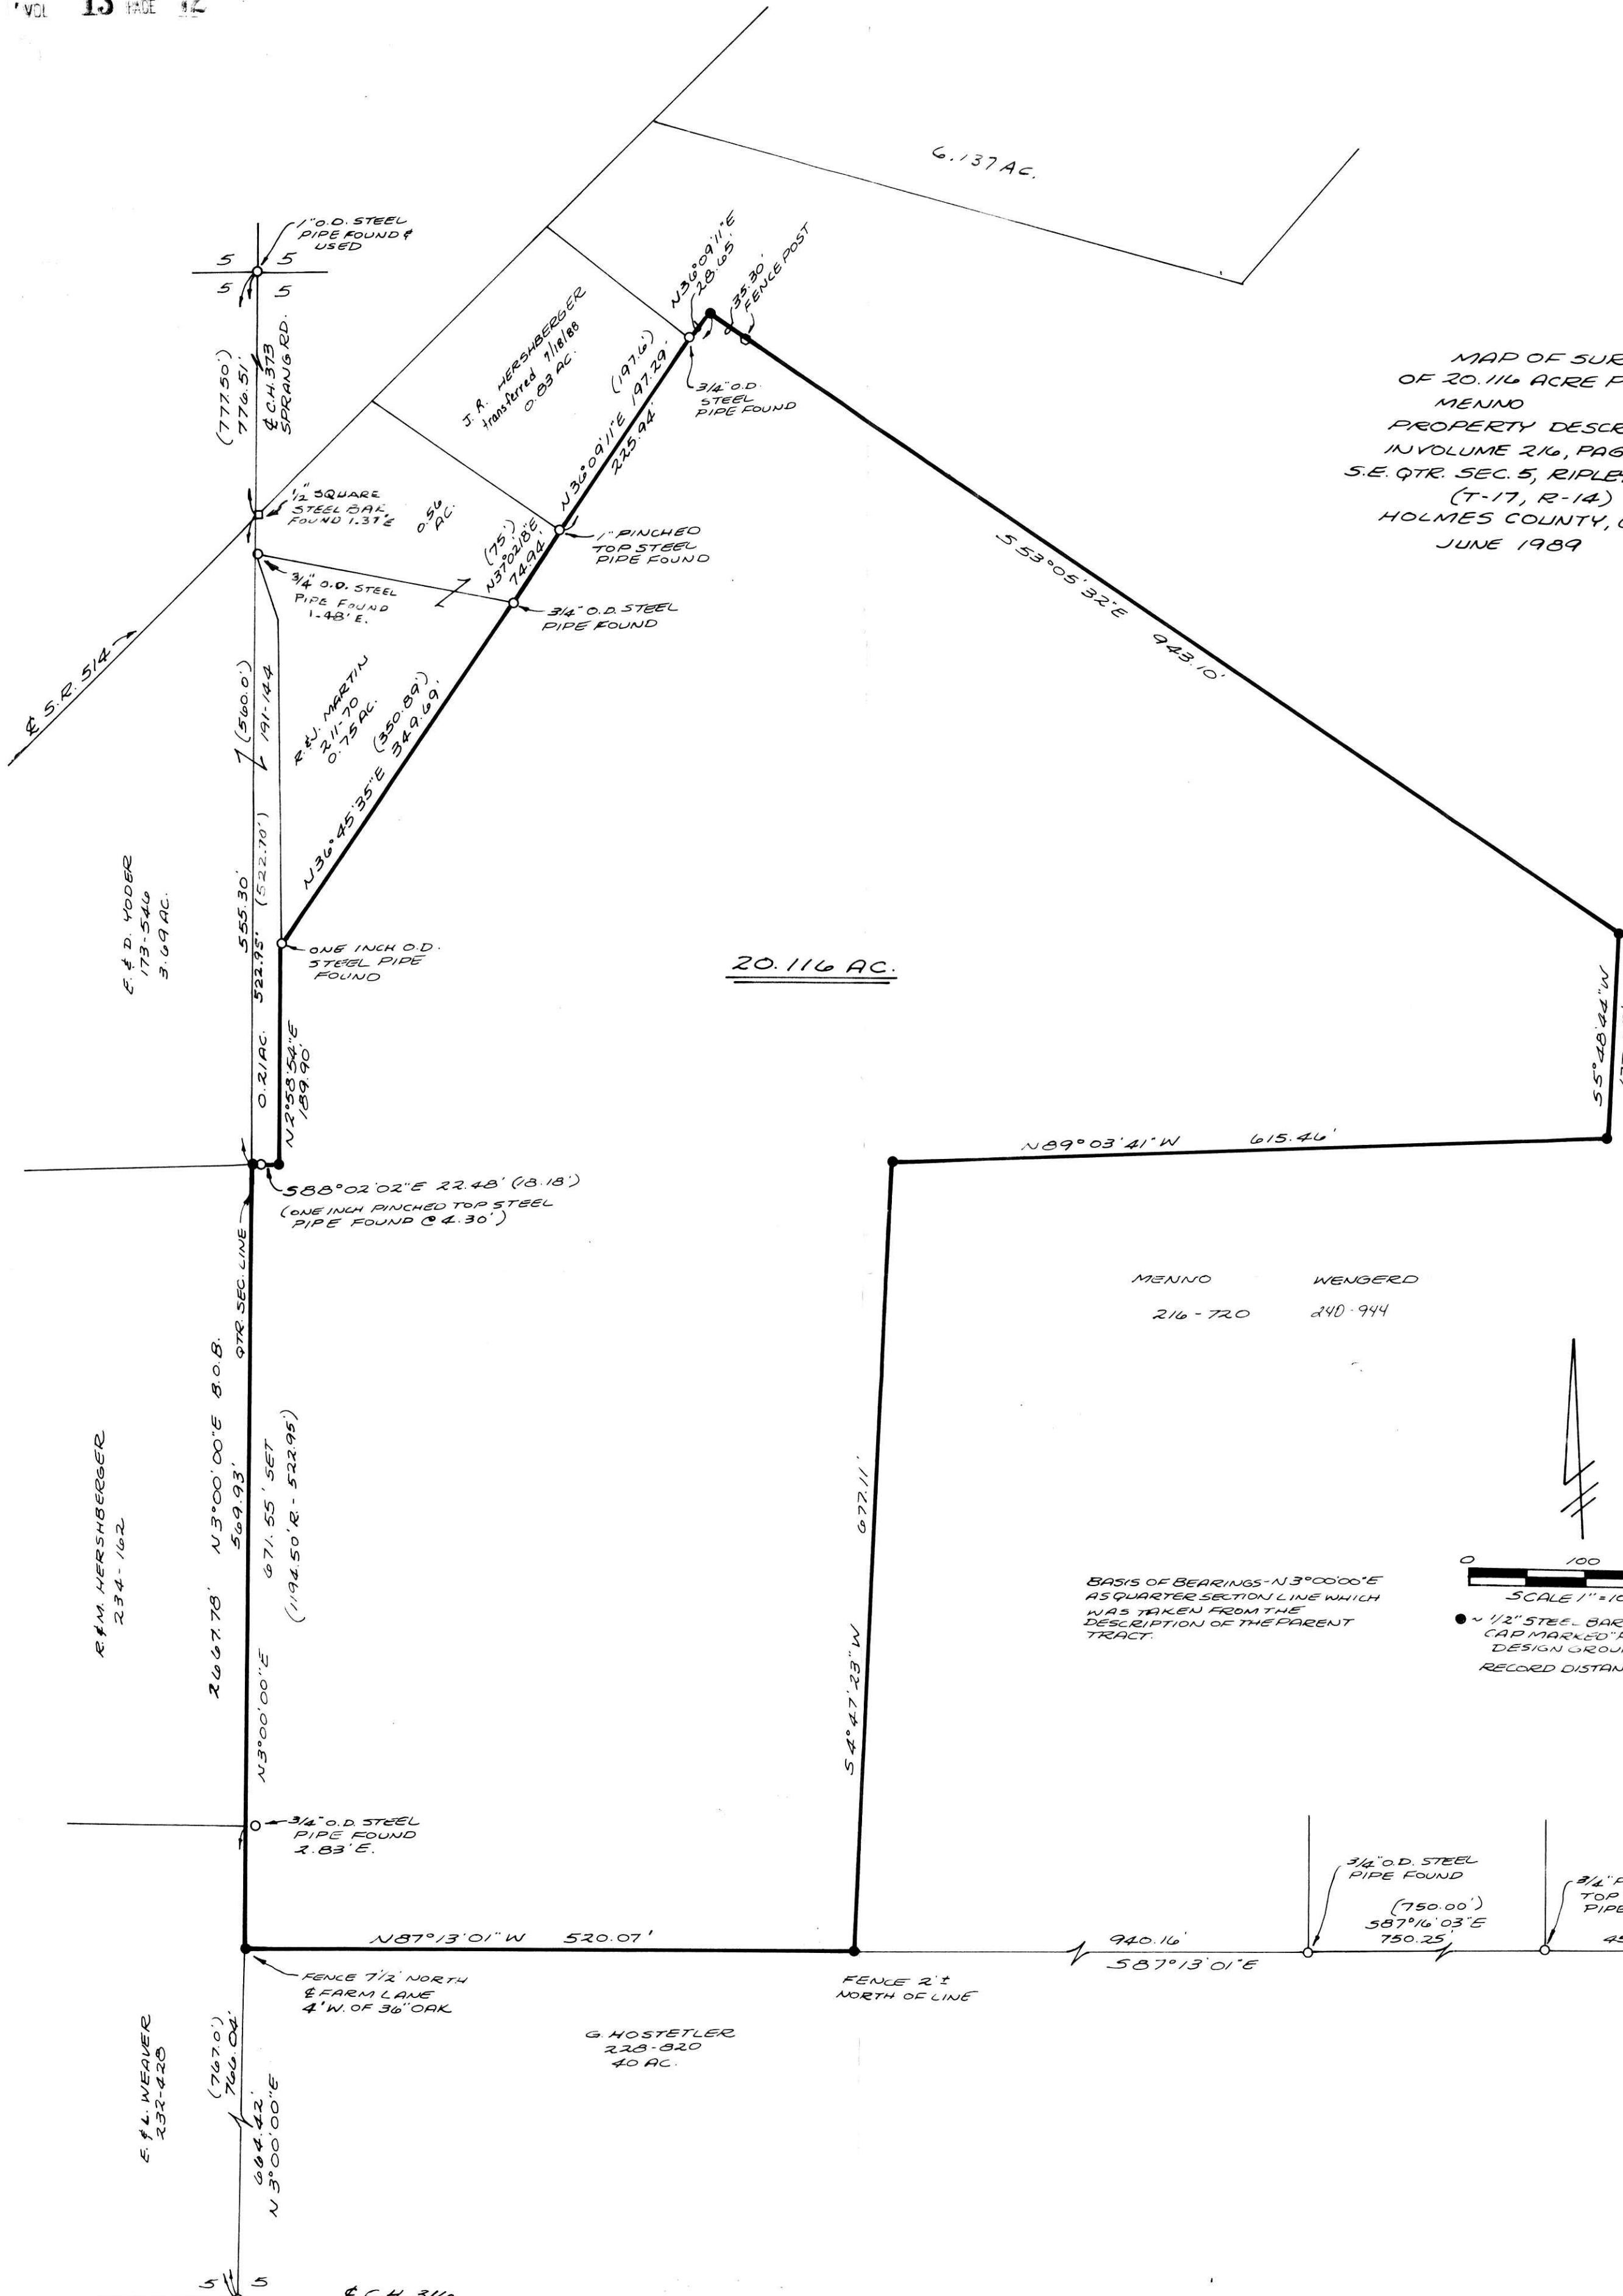 VOL 13 PAGE 12
6.137 AC.
1" O.D. STEEL
PIPE FOUND &
USED
5 5
5 5
(777.50')
776.51'
℄ C.H. 373
SPRANG RD.
J. R. HERSHBERGER
transferred 7/18/88
0.83 AC.
N36°09'11"E
28.65'
35.30'
FENCE POST
(197.6')
N36°09'11"E 197.29'
225.94'
3/4" O.D.
STEEL
PIPE FOUND
MAP OF SUR
OF 20.116 ACRE P
MENNO
PROPERTY DESCR
IN VOLUME 216, PAG
S.E. QTR. SEC. 5, RIPLE
(T-17, R-14)
HOLMES COUNTY,
JUNE 1989
1/2" SQUARE
STEEL BAR
FOUND 1.37'E
0.56
AC.
(75')
N37°02'18"E
74.94'
1" PINCHED
TOP STEEL
PIPE FOUND
3/4" O.D. STEEL
PIPE FOUND
1.48' E.
3/4" O.D. STEEL
PIPE FOUND
S 53°05'32"E 943.10'
℄ S.R. 514
(560.0')
191-144
R. & J. MARTIN
211-70
0.75 AC.
(350.89')
N36°45'35"E 349.69'
E. & D. YODER
173-546
3.69 AC.
555.30'
522.95' (522.70')
0.21 AC.
ONE INCH O.D.
STEEL PIPE
FOUND
20.116 AC.
N2°58'54"E
189.90'
S5°48'44"W
N89°03'41"W 615.46'
S88°02'02"E 22.48' (18.18')
(ONE INCH PINCHED TOP STEEL
PIPE FOUND @ 4.30')
QTR. SEC. LINE
MENNO WENGERD
216-720 240-944
R & M. HERSHBERGER
234-162
2667.78' N3°00'00"E B.O.B.
569.93'
671.55' SET
(1194.50' R. - 522.95')
N3°00'00"E
S4°47'23"W 677.11'
BASIS OF BEARINGS - N3°00'00"E
AS QUARTER SECTION LINE WHICH
WAS TAKEN FROM THE
DESCRIPTION OF THE PARENT
TRACT.
0 100
SCALE 1"=10
● ~ 1/2" STEEL BAR
CAP MARKED
DESIGN GROU
RECORD DISTAN
3/4" O.D. STEEL
PIPE FOUND
2.83' E.
3/4" O.D. STEEL
PIPE FOUND
(750.00')
S87°16'03"E
750.25'
3/4" P
TOP
PIPE
N87°13'01"W 520.07'
940.16'
S87°13'01"E
45
FENCE 7 1/2' NORTH
℄ FARM LANE
4' W. OF 36" OAK
FENCE 2'±
NORTH OF LINE
G. HOSTETLER
228-820
40 AC.
E. & L. WEAVER
232-428
(767.0')
766.04'
664.42'
N3°00'00"E
5 5
℄ C.H. 316